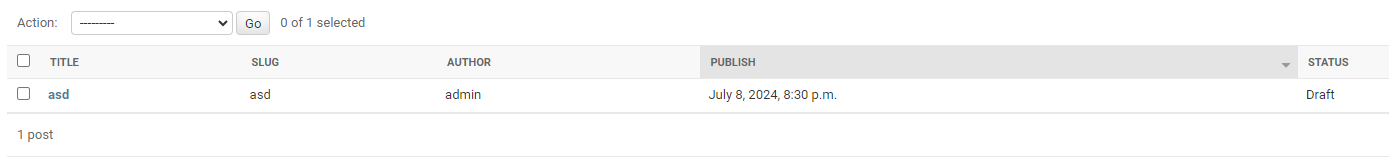 Action: --------- Go 0 of 1 selected
TITLE SLUG AUTHOR PUBLISH STATUS
asd asd admin July 8, 2024, 8:30 p.m. Draft
1 post